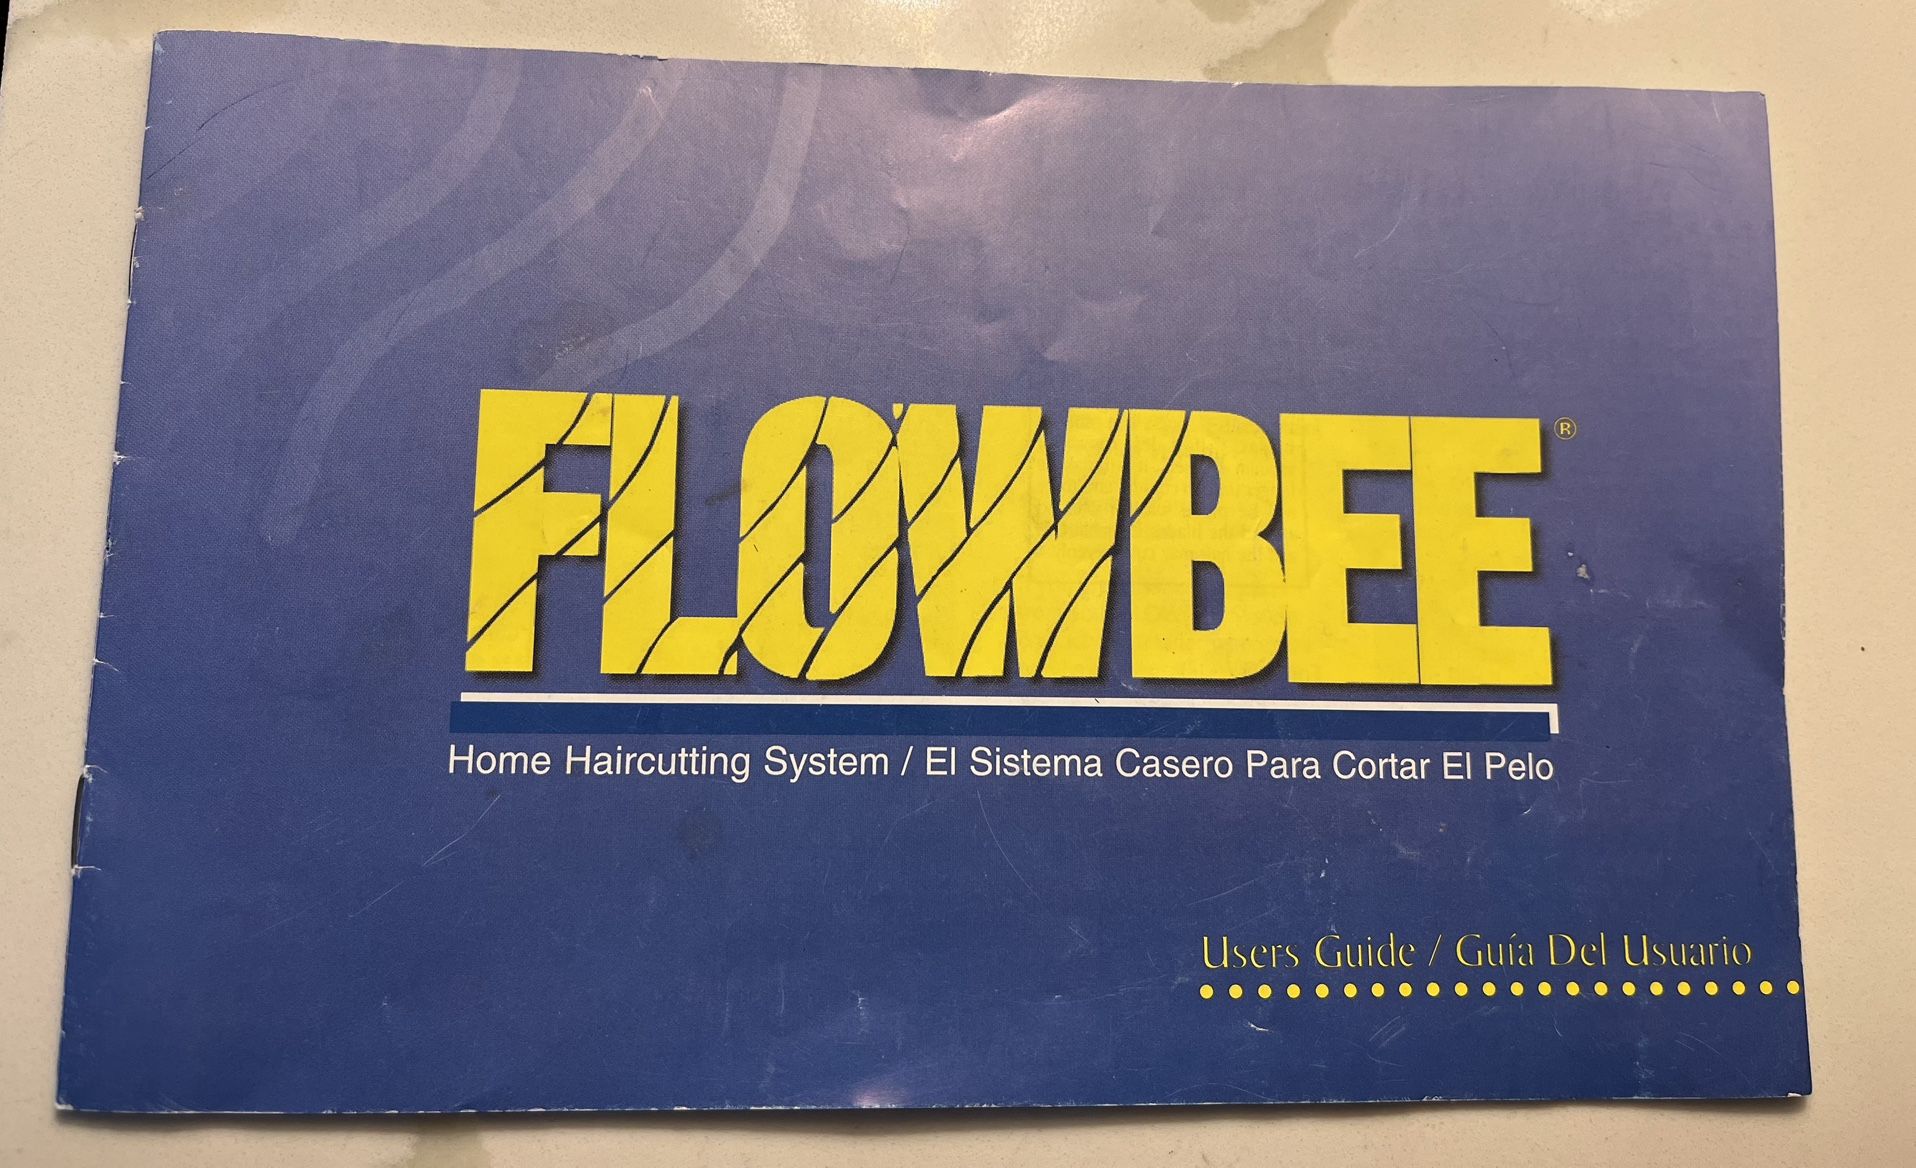 FLOWBEE®
Home Haircutting System / El Sistema Casero Para Cortar El Pelo
Users Guide / Guía Del Usuario